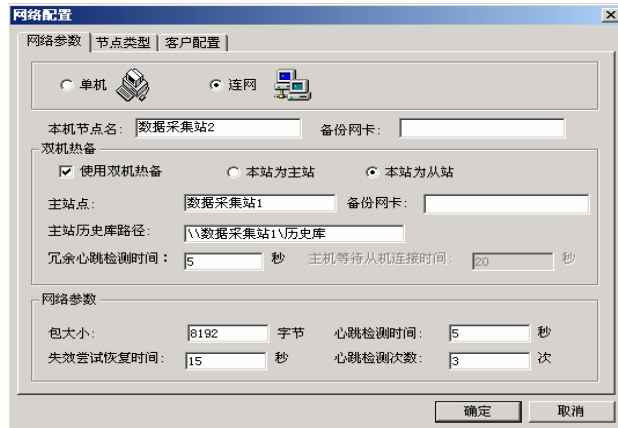 网络配置
网络参数 节点类型 客户配置
单机 连网
本机节点名: 数据采集站2 备份网卡:
双机热备
使用双机热备 本站为主站 本站为从站
主站点: 数据采集站1 备份网卡:
主站历史库路径: \\数据采集站1\历史库
冗余心跳检测时间: 5 秒 主机等待从机连接时间: 20 秒
网络参数
包大小: 8192 字节 心跳检测时间: 5 秒
失效尝试恢复时间: 15 秒 心跳检测次数: 3 次
确定 取消